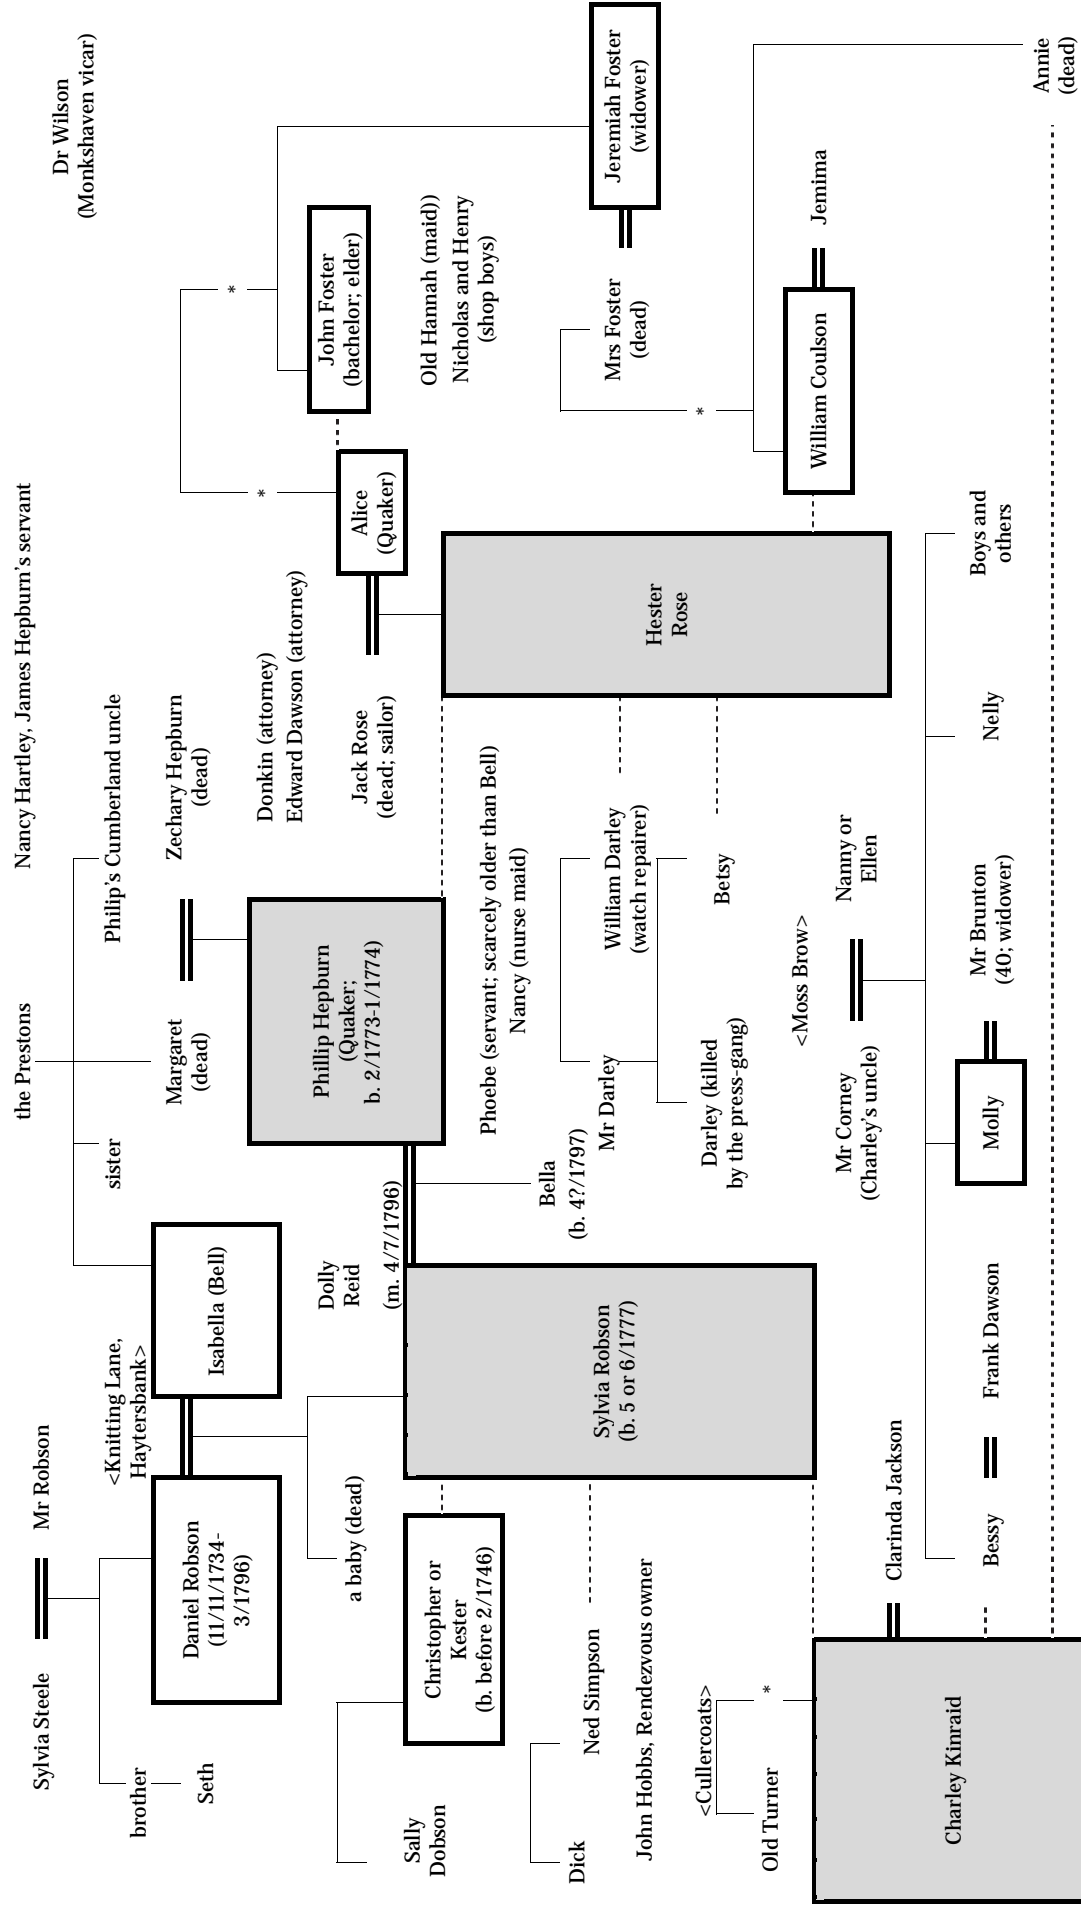 Sylvia Steele
Mr Robson
the Prestons
Nancy Hartley, James Hepburn's servant
Dr Wilson
(Monkshaven vicar)
brother
Seth
<Knitting Lane,
Haytersbank>
sister
Philip's Cumberland uncle
Daniel Robson
(11/11/1734-
3/1796)
Isabella (Bell)
Margaret
(dead)
Zechary Hepburn
(dead)
*
*
Donkin (attorney)
Edward Dawson (attorney)
a baby (dead)
Dolly
Reid
(m. 4/7/1796)
Phillip Hepburn
(Quaker;
b. 2/1773-1/1774)
Jack Rose
(dead; sailor)
Alice
(Quaker)
John Foster
(bachelor; elder)
Sally
Dobson
Christopher or
Kester
(b. before 2/1746)
Old Hannah (maid))
Nicholas and Henry
(shop boys)
Phoebe (servant; scarcely older than Bell)
Nancy (nurse maid)
Bella
(b. 4?/1797)
Dick
Ned Simpson
Sylvia Robson
(b. 5 or 6/1777)
Mr Darley
William Darley
(watch repairer)
Hester
Rose
Mrs Foster
(dead)
Jeremiah Foster
(widower)
John Hobbs, Rendezvous owner
Darley (killed
by the press-gang)
Betsy
*
<Cullercoats>
Old Turner
*
<Moss Brow>
William Coulson
Jemima
Mr Corney
(Charley's uncle)
Nanny or
Ellen
Clarinda Jackson
Charley Kinraid
Bessy
Frank Dawson
Molly
Mr Brunton
(40; widower)
Nelly
Boys and
others
Annie
(dead)